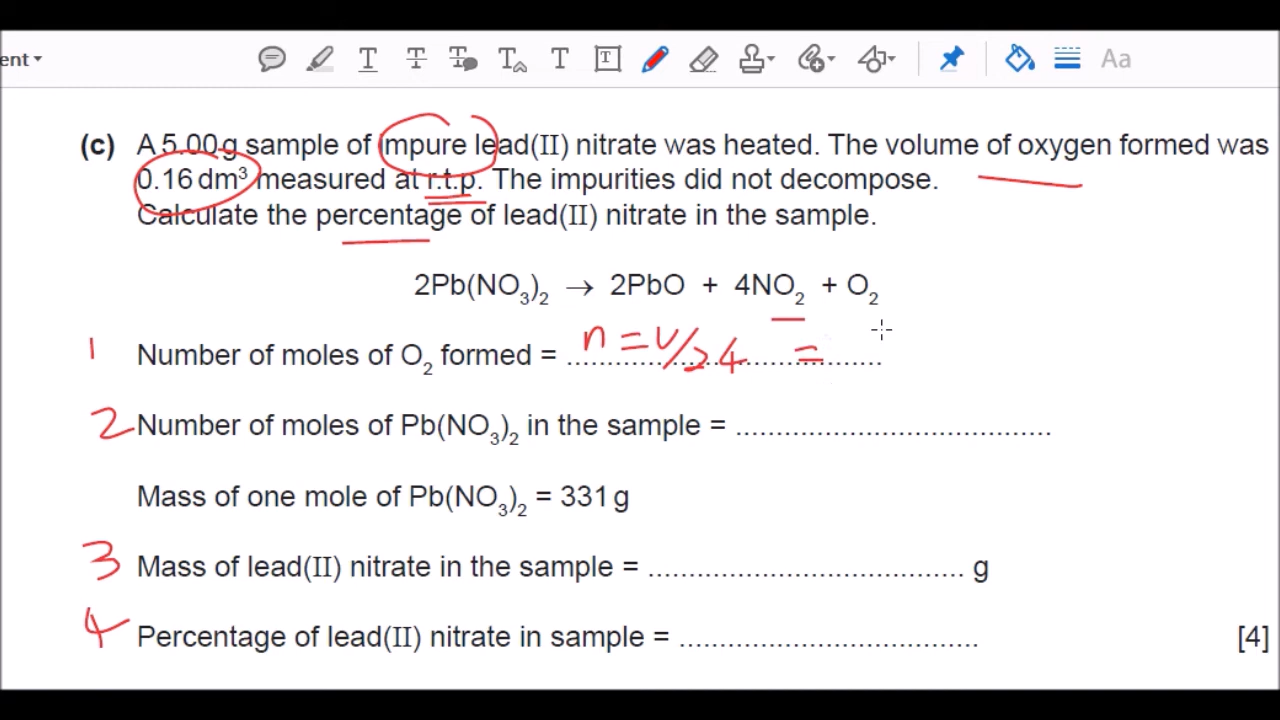 ent
T T T T T T Aa
(c) A 5.00 g sample of impure lead(II) nitrate was heated. The volume of oxygen formed was
0.16 dm³ measured at r.t.p. The impurities did not decompose.
Calculate the percentage of lead(II) nitrate in the sample.
2Pb(NO₃)₂ → 2PbO + 4NO₂ + O₂
1 Number of moles of O₂ formed = .......... n = V/24 = ..........
2 Number of moles of Pb(NO₃)₂ in the sample = ......................................
Mass of one mole of Pb(NO₃)₂ = 331 g
3 Mass of lead(II) nitrate in the sample = ...................................... g
4 Percentage of lead(II) nitrate in sample = .................................... [4]